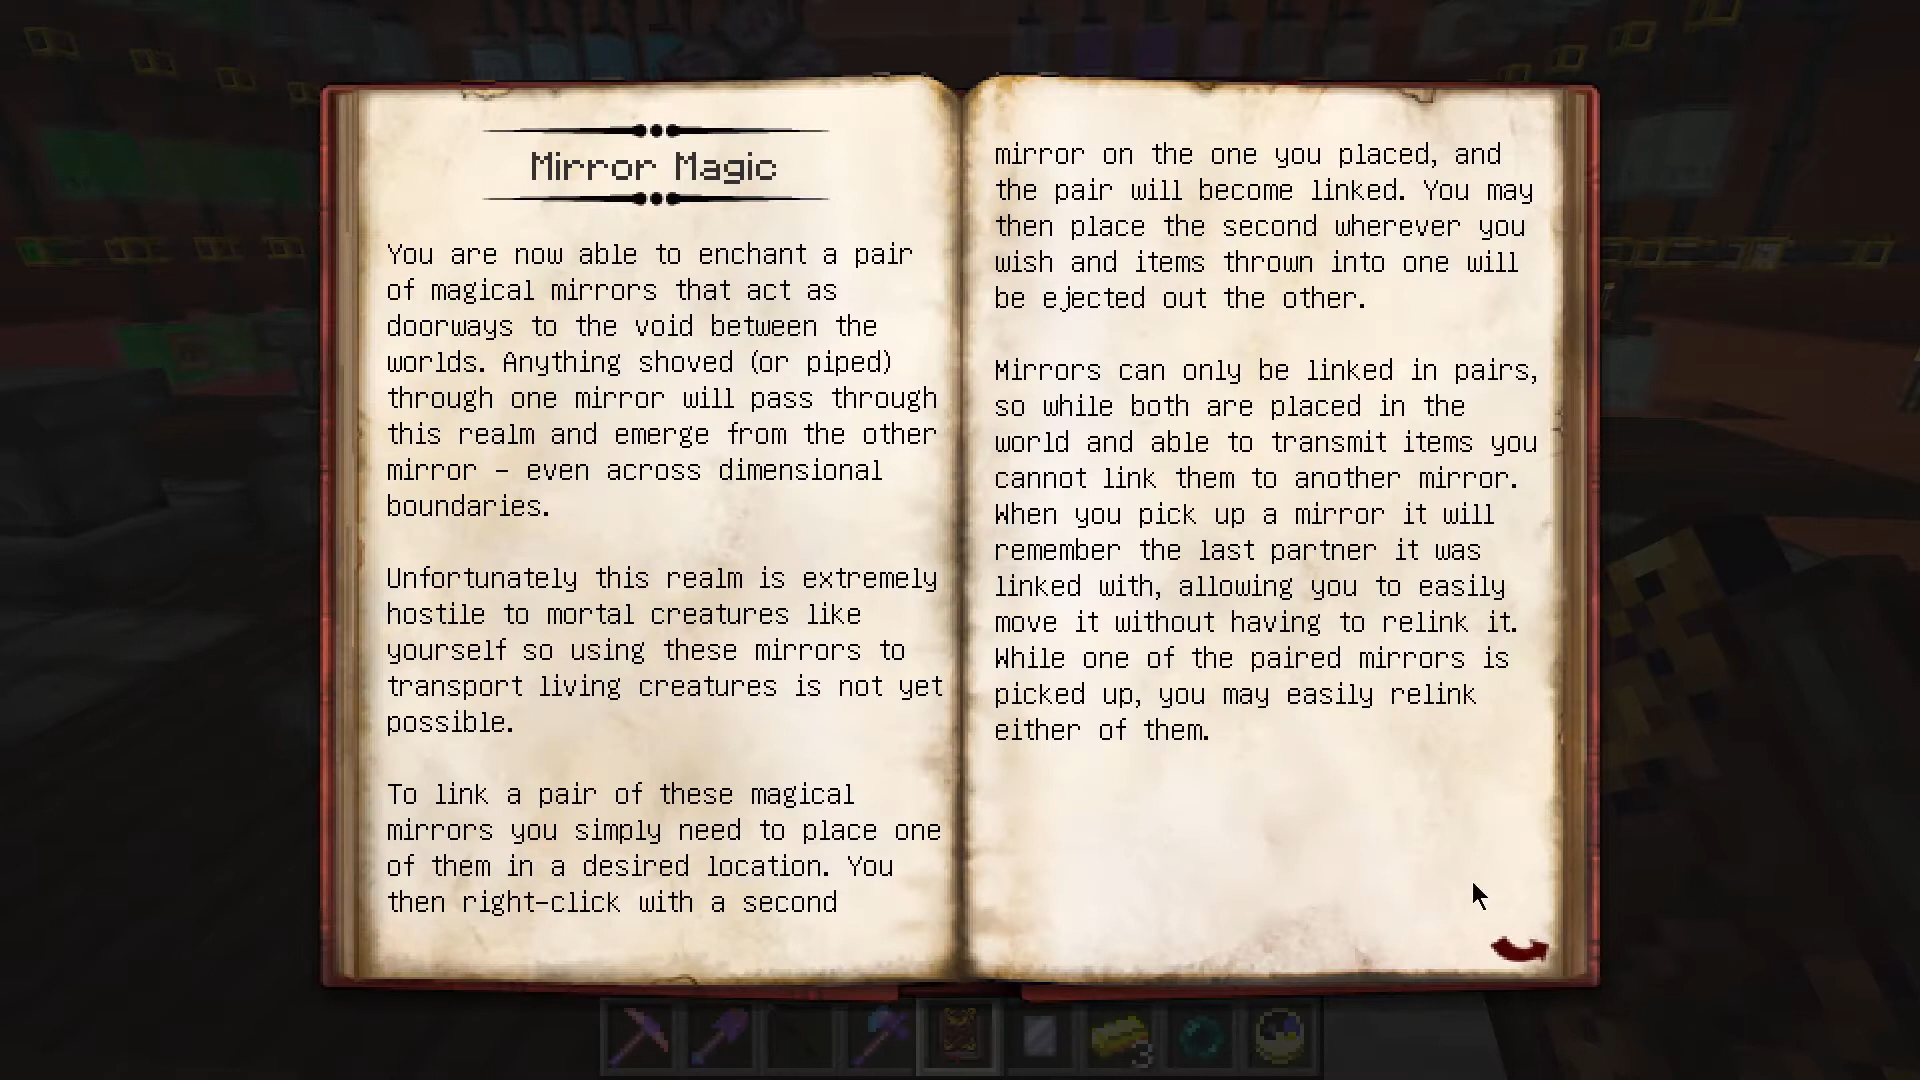 Mirror Magic
You are now able to enchant a pair
of magical mirrors that act as
doorways to the void between the
worlds. Anything shoved (or piped)
through one mirror will pass through
this realm and emerge from the other
mirror - even across dimensional
boundaries.
Unfortunately this realm is extremely
hostile to mortal creatures like
yourself so using these mirrors to
transport living creatures is not yet
possible.
To link a pair of these magical
mirrors you simply need to place one
of them in a desired location. You
then right-click with a second
mirror on the one you placed, and
the pair will become linked. You may
then place the second wherever you
wish and items thrown into one will
be ejected out the other.
Mirrors can only be linked in pairs,
so while both are placed in the
world and able to transmit items you
cannot link them to another mirror.
When you pick up a mirror it will
remember the last partner it was
linked with, allowing you to easily
move it without having to relink it.
While one of the paired mirrors is
picked up, you may easily relink
either of them.
3